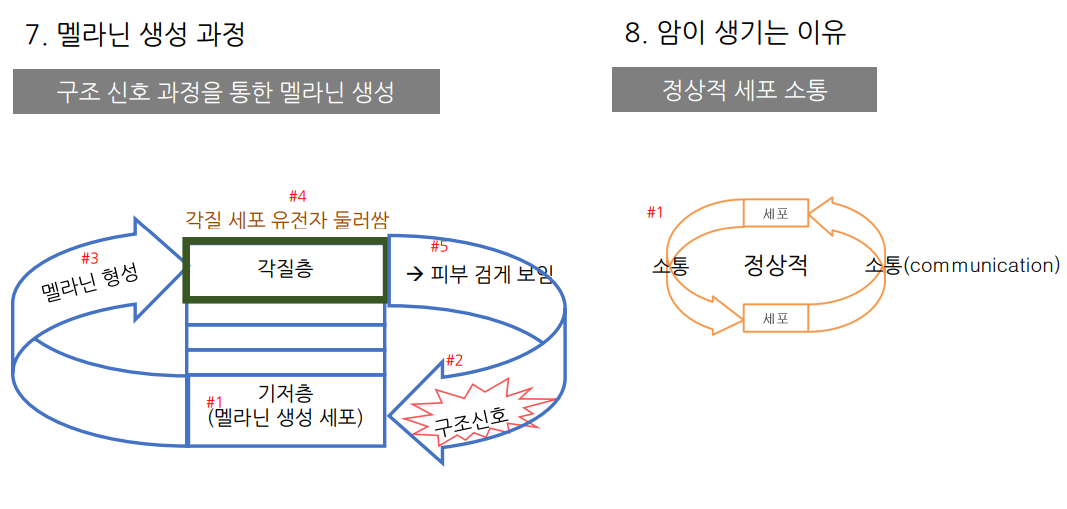 7. 멜라닌 생성 과정
구조 신호 과정을 통한 멜라닌 생성
#4
각질 세포 유전자 둘러쌈
#3
멜라닌 형성
각질층
#5
→ 피부 검게 보임
#2
구조신호
#1
기저층
(멜라닌 생성 세포)
8. 암이 생기는 이유
정상적 세포 소통
#1
세포
소통
정상적
소통(communication)
세포